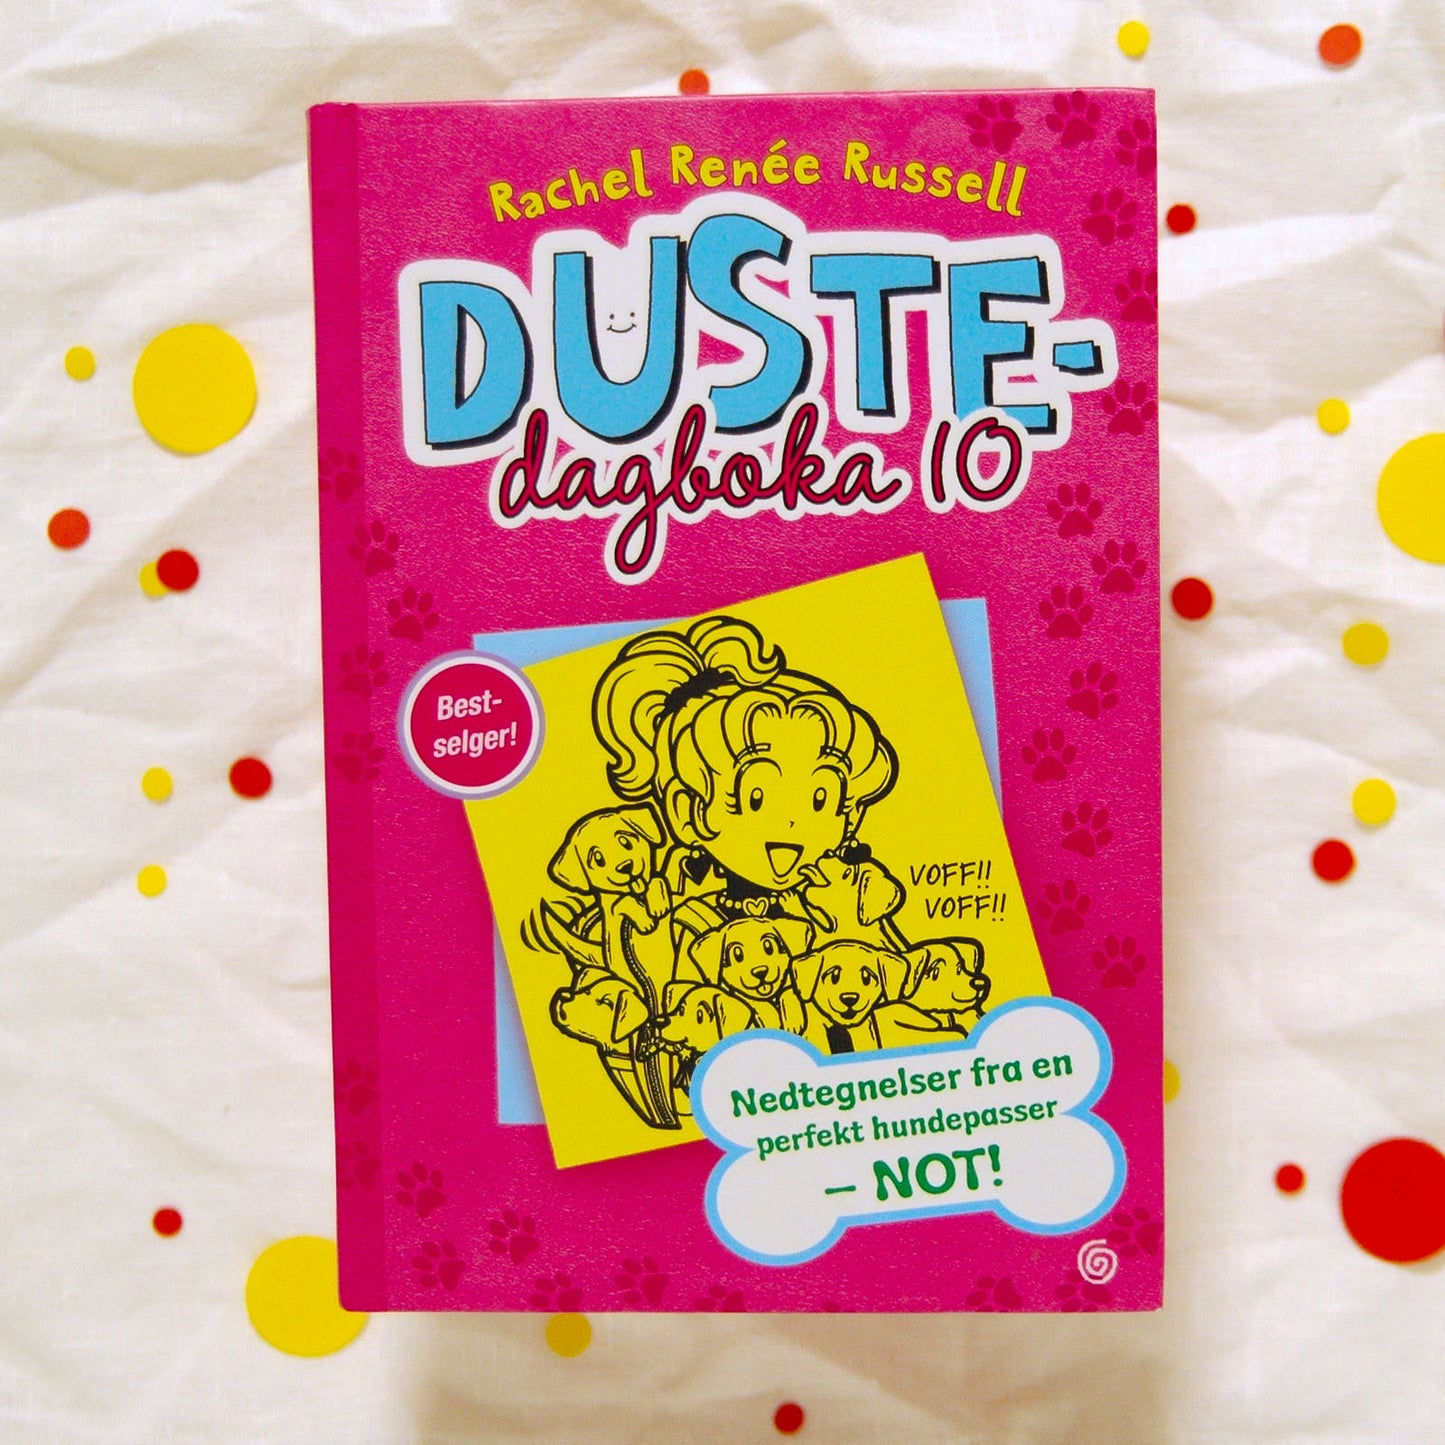 Rachel Renée Russell
DUSTE-
dagboka 10
Best-
selger!
VOFF!!
VOFF!!
Nedtegnelser fra en
perfekt hundepasser
– NOT!